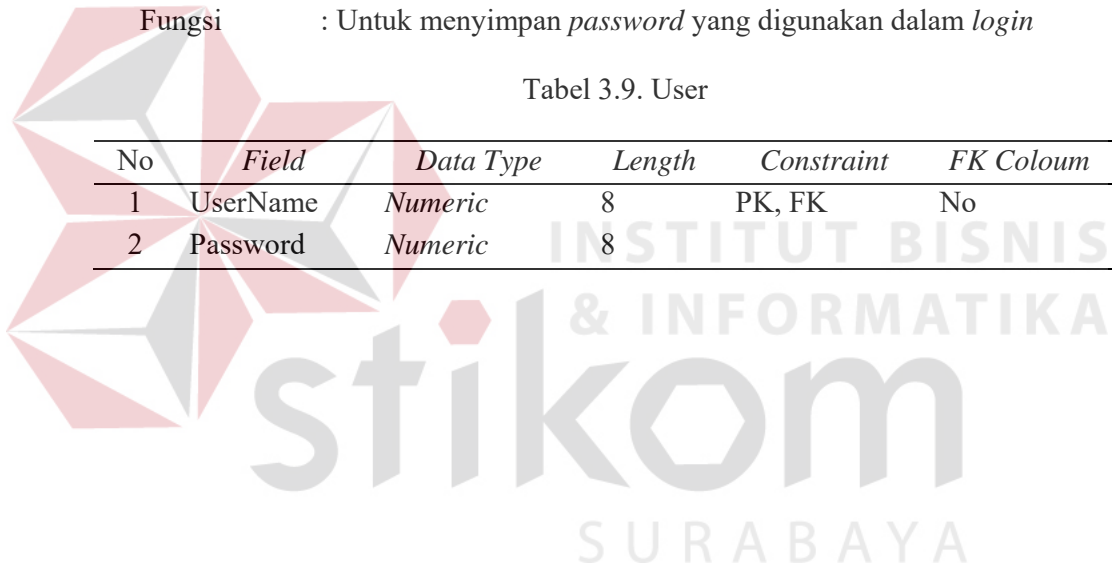 Fungsi : Untuk menyimpan password yang digunakan dalam login
Tabel 3.9. User
No Field Data Type Length Constraint FK Coloum
1 UserName Numeric 8 PK, FK No
2 Password Numeric 8
INSTITUT BISNIS
& INFORMATIKA
stikom
SURABAYA